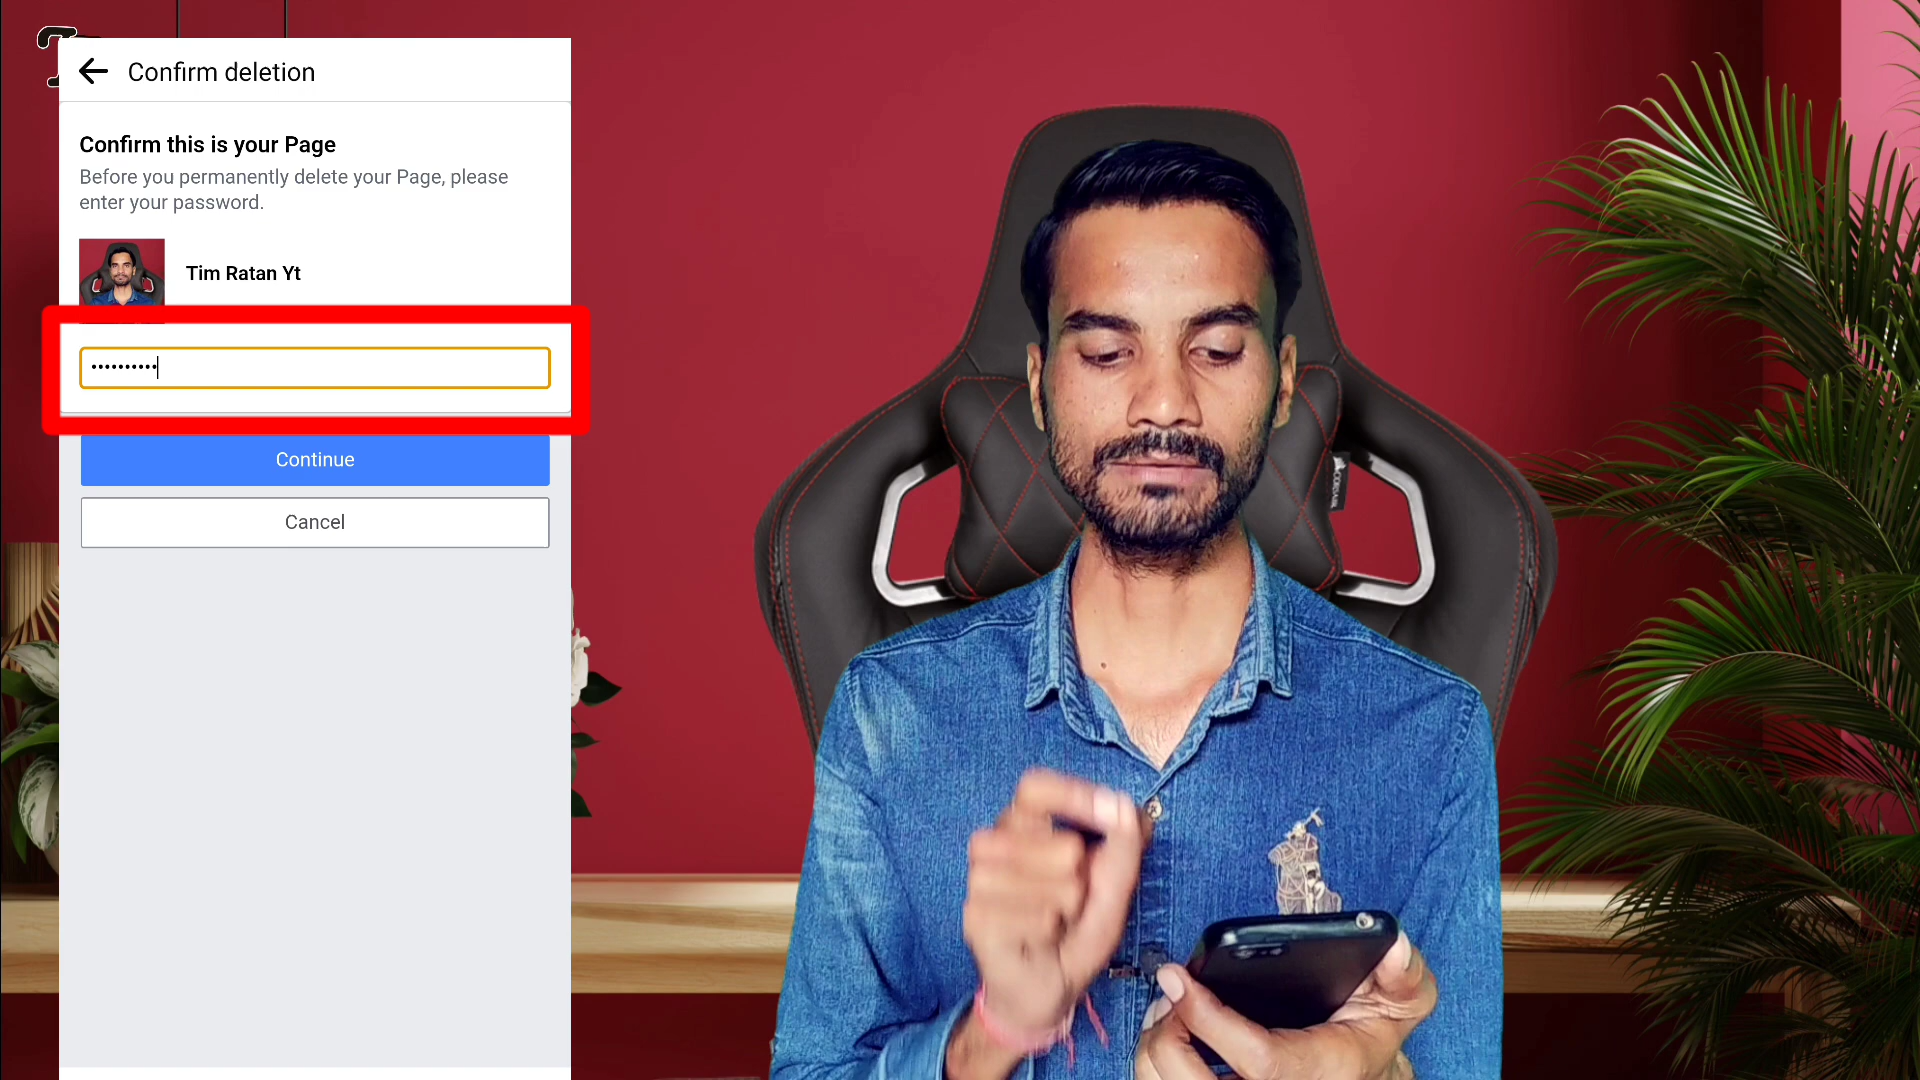 Confirm deletion
Confirm this is your Page
Before you permanently delete your Page, please
enter your password.
Tim Ratan Yt
••••••••••
Continue
Cancel
CORSAIR